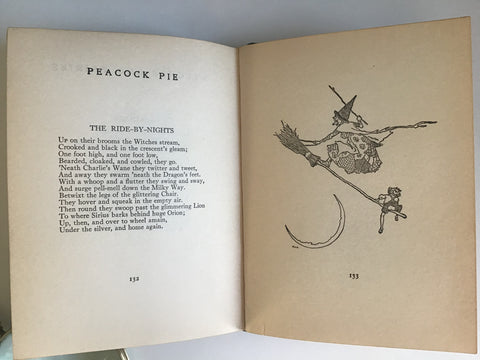 PEACOCK PIE
THE RIDE-BY-NIGHTS
Up on their brooms the Witches stream,
Crooked and black in the crescent's gleam;
One foot high, and one foot low,
Bearded, cloaked, and cowled, they go.
'Neath Charlie's Wane they twitter and tweet,
And away they swarm 'neath the Dragon's feet.
With a whoop and a flutter they swing and sway,
And surge pell-mell down the Milky Way.
Betwixt the legs of the glittering Chair
They hover and squeak in the empty air.
Then round they swoop past the glimmering Lion
To where Sirius barks behind huge Orion;
Up, then, and over to wheel amain,
Under the silver, and home again.
152
153